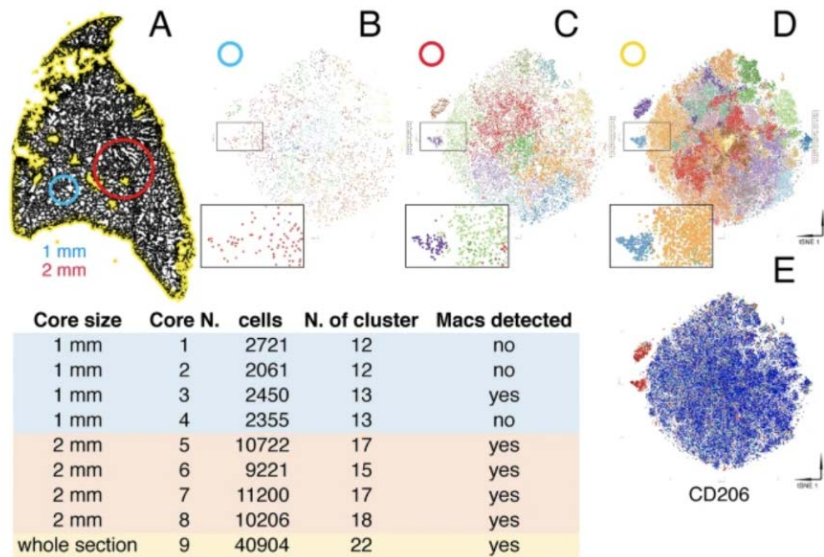 A
B
C
D
1 mm
2 mm
tSNE 1
E
CD206
tSNE 1
Core size Core N. cells N. of cluster Macs detected
1 mm 1 2721 12 no
1 mm 2 2061 12 no
1 mm 3 2450 13 yes
1 mm 4 2355 13 no
2 mm 5 10722 17 yes
2 mm 6 9221 15 yes
2 mm 7 11200 17 yes
2 mm 8 10206 18 yes
whole section 9 40904 22 yes